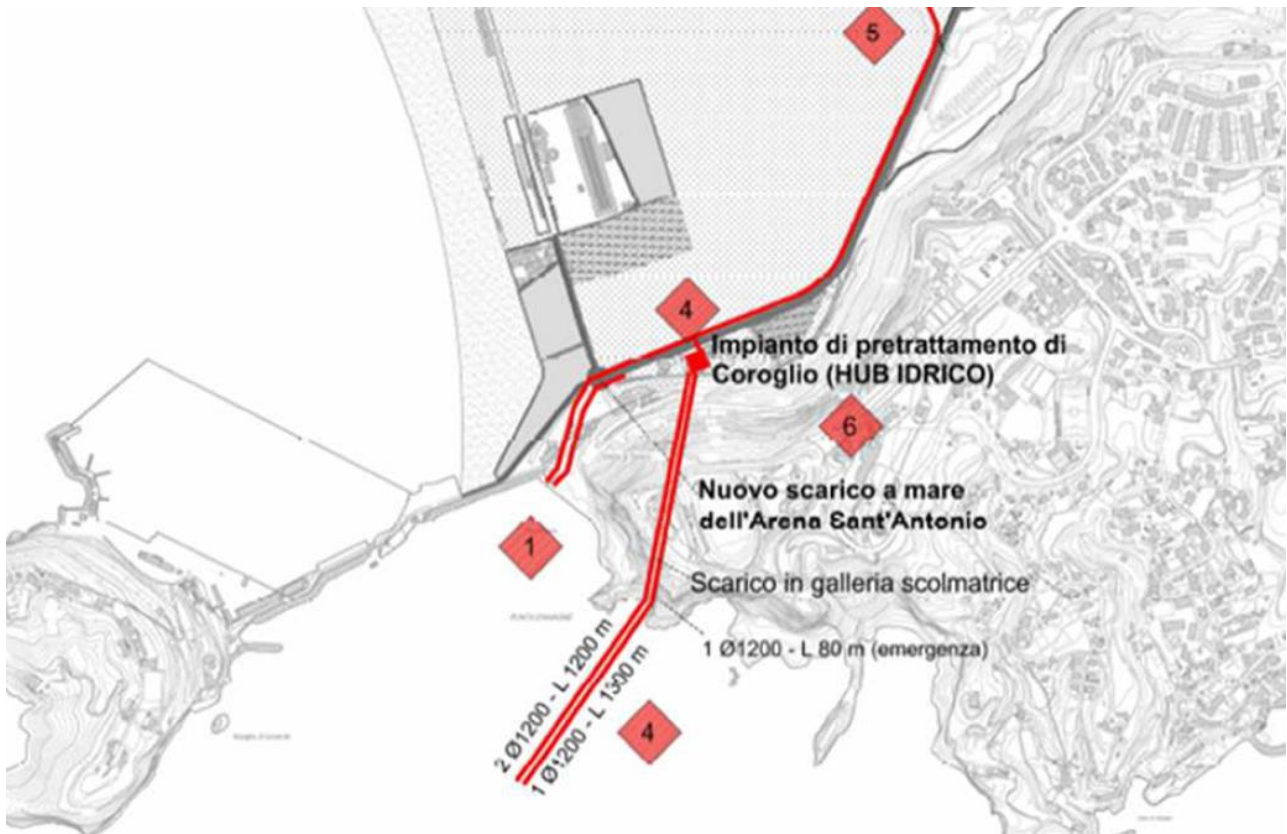 5
4
Impianto di pretrattamento di
Coroglio (HUB IDRICO)
6
Nuovo scarico a mare
dell'Arena Sant'Antonio
1
Scarico in galleria scolmatrice
1 Ø1200 - L 80 m (emergenza)
2 Ø1200 - L 1200 m
1 Ø1200 - L 1300 m
4